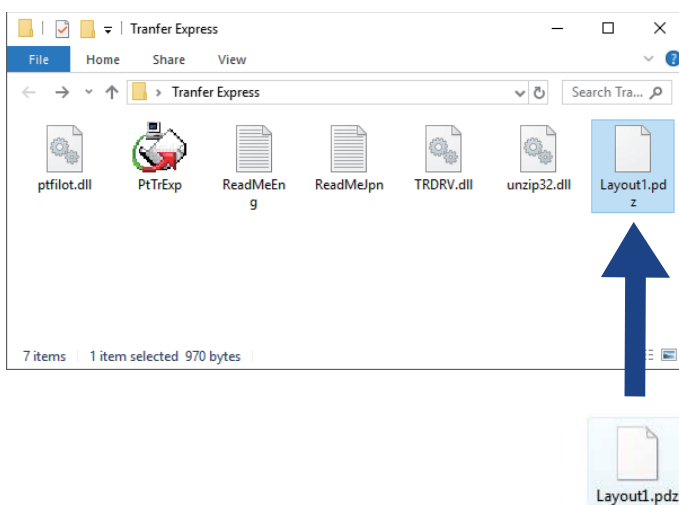 Tranfer Express
File Home Share View
Tranfer Express
Search Tra...
ptfilot.dll PtTrExp ReadMeEn ReadMeJpn TRDRV.dll unzip32.dll Layout1.pd
g z
7 items 1 item selected 970 bytes
Layout1.pdz